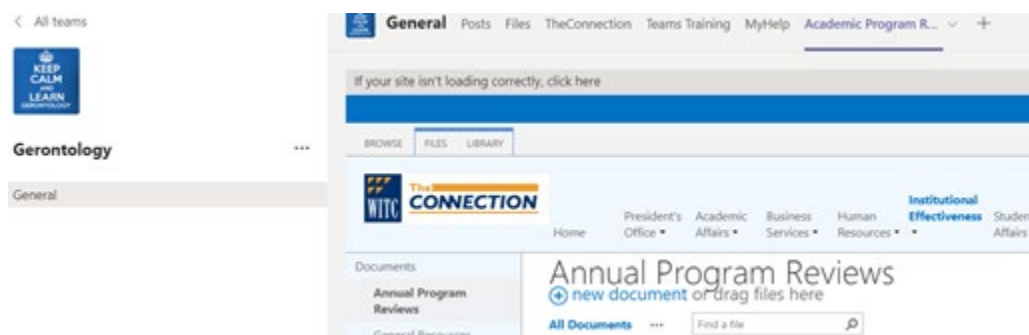 < All teams
KEEP
CALM
AND
LEARN
GERONTOLOGY
Gerontology ...
General
General Posts Files TheConnection Teams Training MyHelp Academic Program R... +
If your site isn't loading correctly, click here
BROWSE FILES LIBRARY
WITC The CONNECTION
Home President's Office Academic Affairs Business Services Human Resources Institutional Effectiveness Student Affairs
Documents
Annual Program
Reviews
General Resources
Annual Program Reviews
new document or drag files here
All Documents ... Find a file